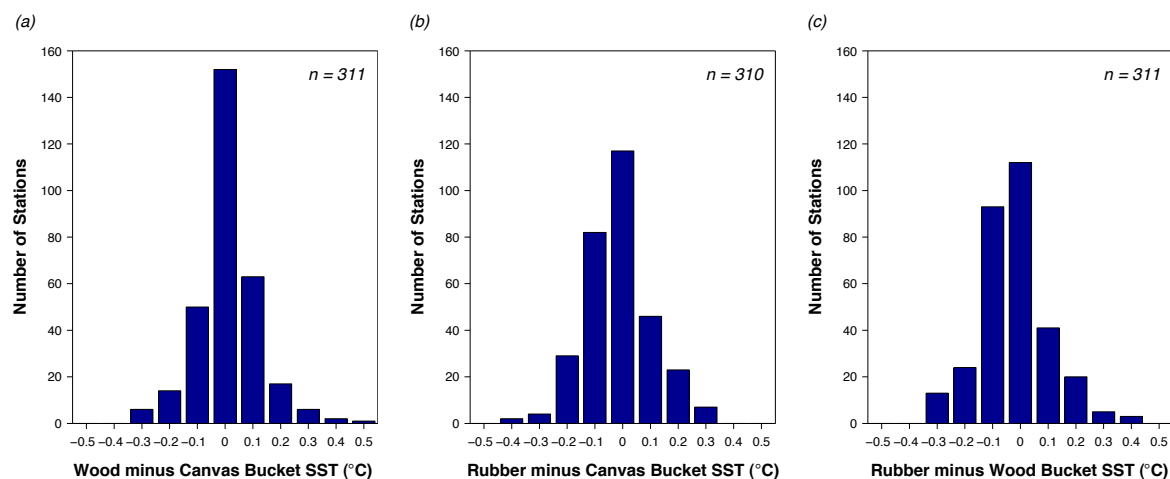 (a)
(b)
(c)
n = 311
n = 310
n = 311
Number of Stations
160
140
120
100
80
60
40
20
0
−0.5 −0.4 −0.3 −0.2 −0.1 0 0.1 0.2 0.3 0.4 0.5
Wood minus Canvas Bucket SST (°C)
Number of Stations
160
140
120
100
80
60
40
20
0
−0.5 −0.4 −0.3 −0.2 −0.1 0 0.1 0.2 0.3 0.4 0.5
Rubber minus Canvas Bucket SST (°C)
Number of Stations
160
140
120
100
80
60
40
20
0
−0.5 −0.4 −0.3 −0.2 −0.1 0 0.1 0.2 0.3 0.4 0.5
Rubber minus Wood Bucket SST (°C)